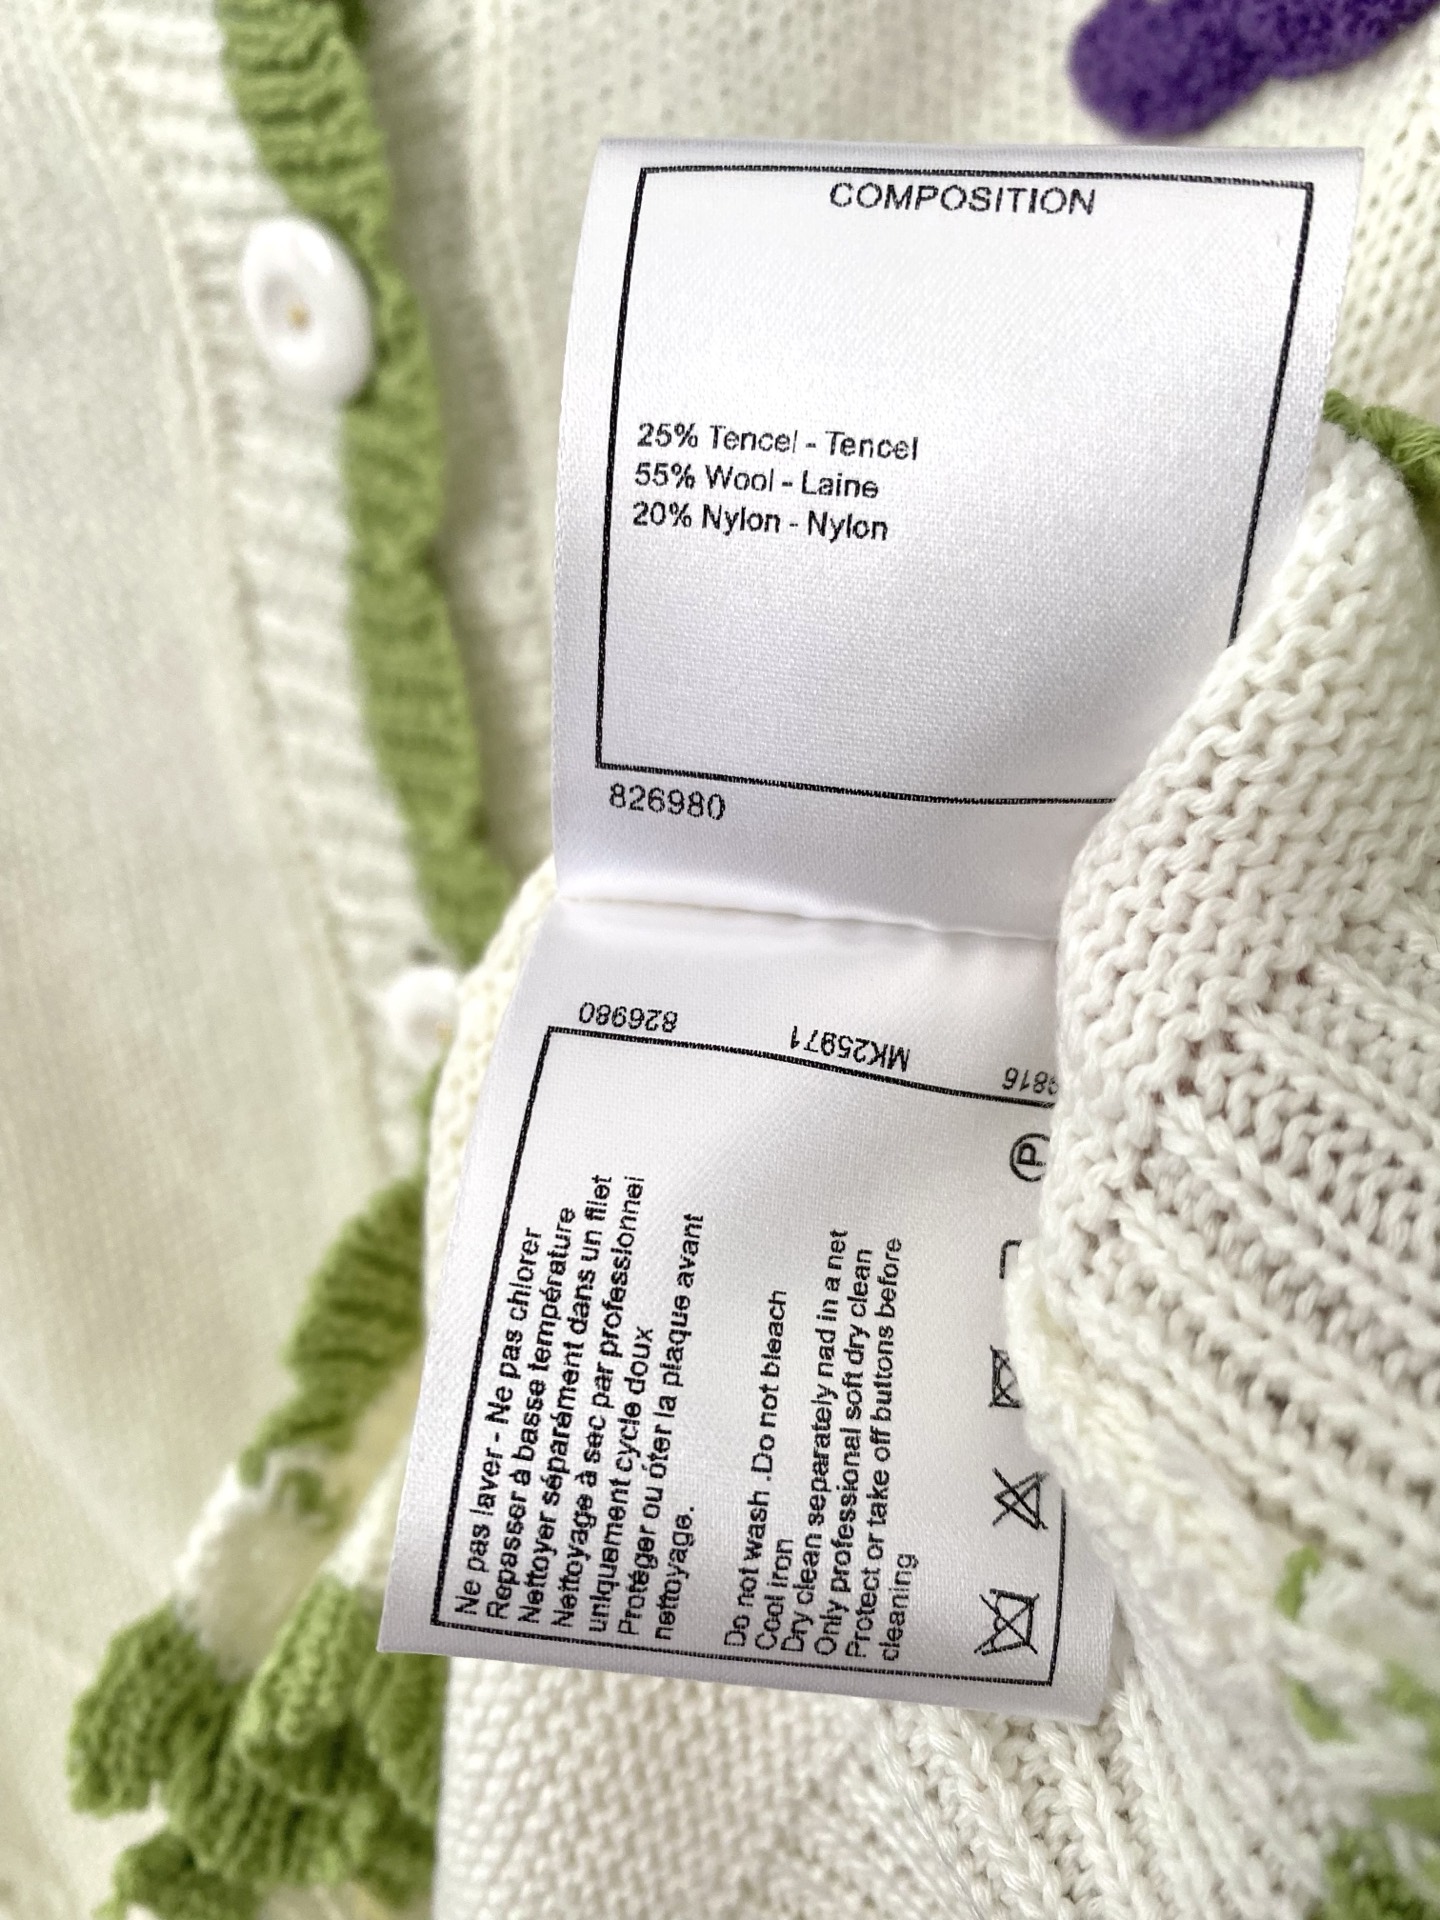 COMPOSITION
25% Tencel - Tencel
55% Wool - Laine
20% Nylon - Nylon
826980
826980
MK25971
9816
P
Ne pas laver - Ne pas chlorer
Repasser à basse température
Nettoyer séparément dans un filet
Nettoyage à sec par professionnel
uniquement cycle doux
Protéger ou óter la plaque avant
nettoyage.
Do not wash .Do not bleach
Cool iron
Dry clean separately nad in a net
Only professional soft dry clean
Protect or take off buttons before
cleaning